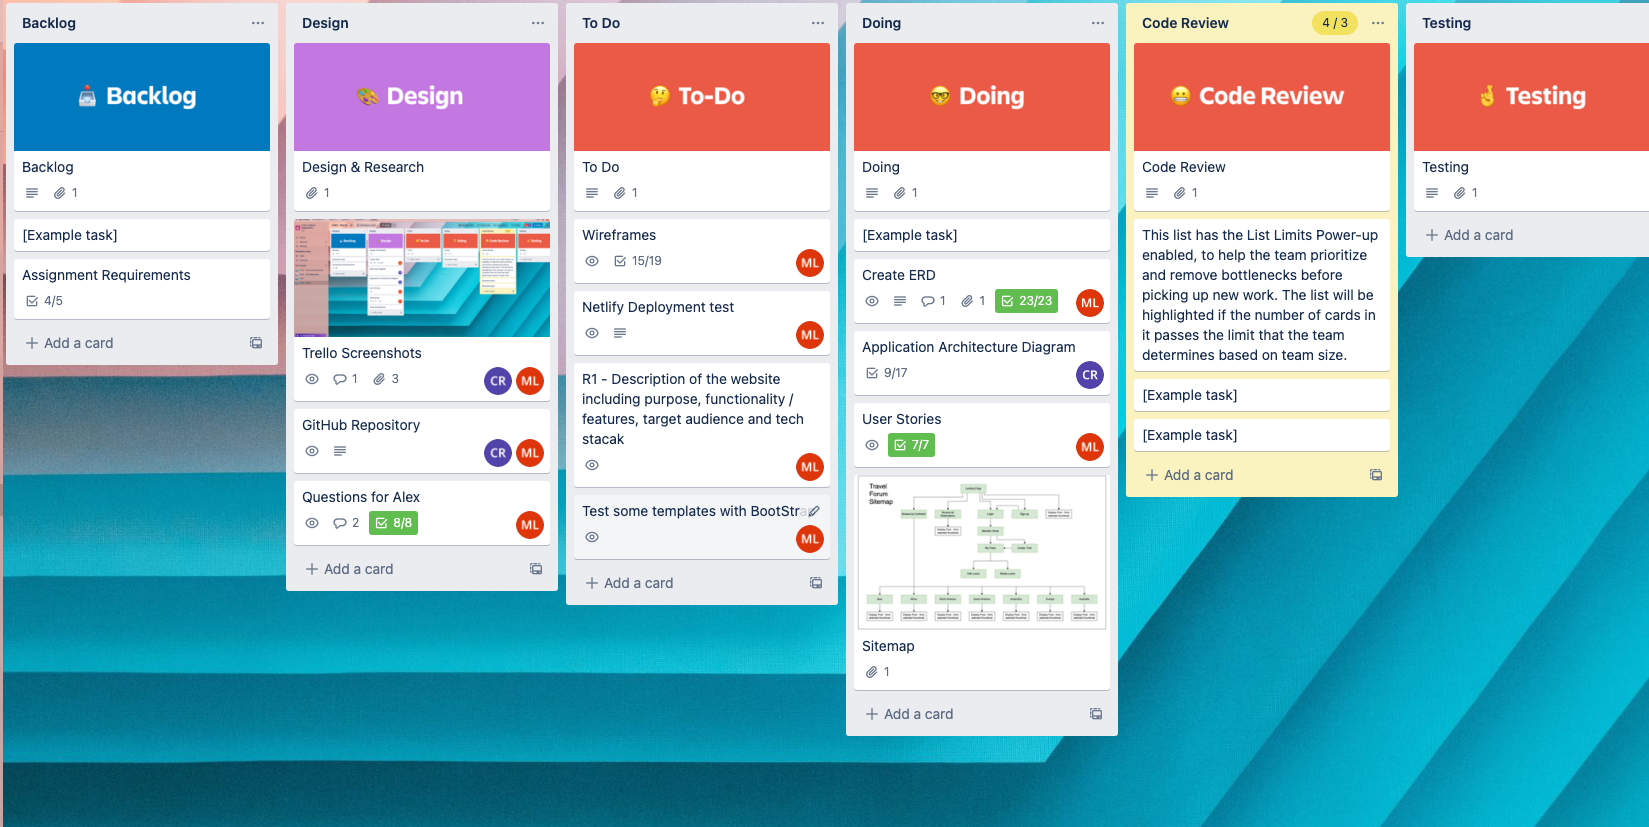 Backlog
Backlog
Backlog
1
[Example task]
Assignment Requirements
4/5
Add a card
Design
Design
Design & Research
1
Trello Screenshots
1
3
CR
ML
GitHub Repository
CR
ML
Questions for Alex
2
8/8
ML
Add a card
To Do
To-Do
To Do
1
Wireframes
15/19
ML
Netlify Deployment test
ML
R1 - Description of the website
including purpose, functionality /
features, target audience and tech
stacak
ML
Test some templates with BootStrap
ML
Add a card
Doing
Doing
Doing
1
[Example task]
Create ERD
1
1
23/23
ML
Application Architecture Diagram
9/17
CR
User Stories
7/7
ML
Travel
Forum
Sitemap
Sitemap
1
Add a card
Code Review
4 / 3
Code Review
Code Review
1
This list has the List Limits Power-up
enabled, to help the team prioritize
and remove bottlenecks before
picking up new work. The list will be
highlighted if the number of cards in
it passes the limit that the team
determines based on team size.
[Example task]
[Example task]
Add a card
Testing
Testing
Testing
1
Add a card